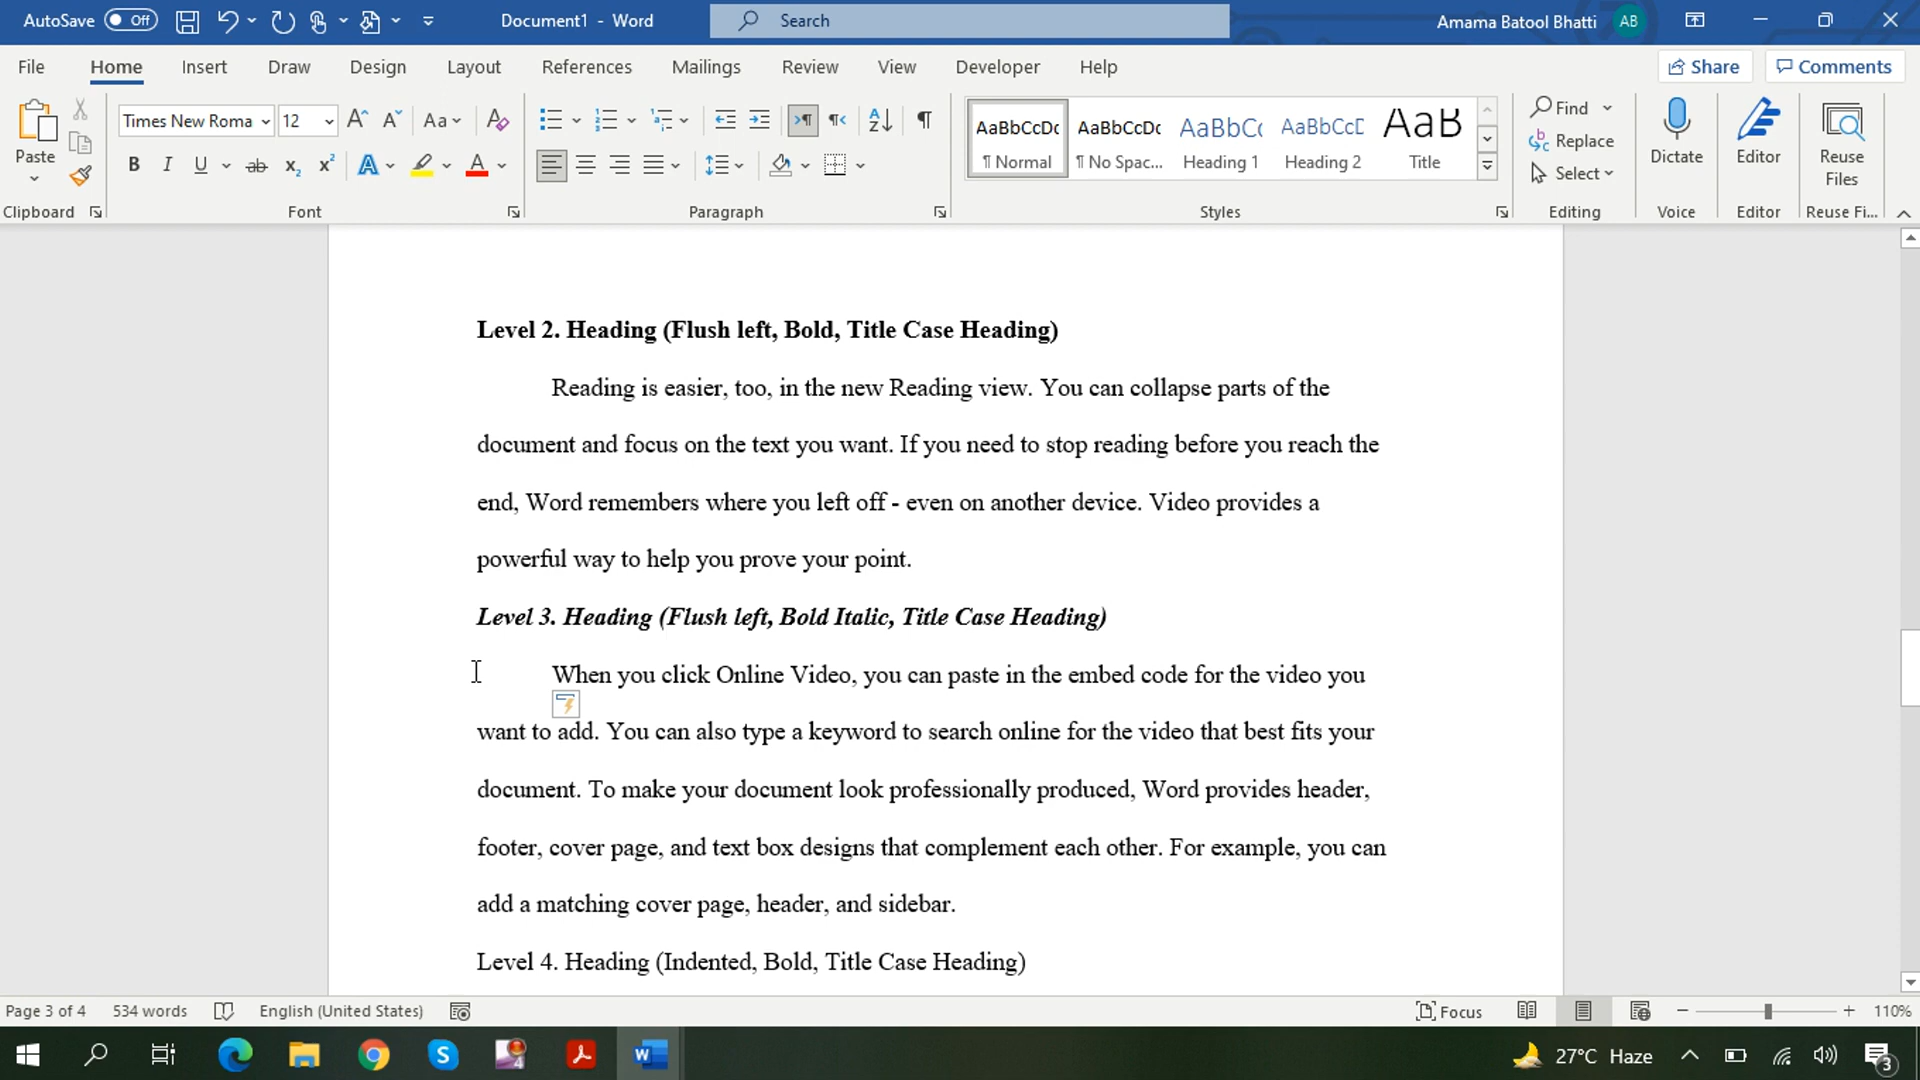 AutoSave Off Document1 - Word Search Amama Batool Bhatti AB
File Home Insert Draw Design Layout References Mailings Review View Developer Help Share Comments
Times New Roma 12 Aa AaBbCcDc AaBbCcDc AaBbCc AaBbCcD AaB Find
Paste ¶ Normal ¶ No Spac... Heading 1 Heading 2 Title Replace Dictate Editor Reuse Files
B I U ab x₂ x² A A Select
Clipboard Font Paragraph Styles Editing Voice Editor Reuse Fi...
Level 2. Heading (Flush left, Bold, Title Case Heading)
Reading is easier, too, in the new Reading view. You can collapse parts of the
document and focus on the text you want. If you need to stop reading before you reach the
end, Word remembers where you left off - even on another device. Video provides a
powerful way to help you prove your point.
Level 3. Heading (Flush left, Bold Italic, Title Case Heading)
When you click Online Video, you can paste in the embed code for the video you
want to add. You can also type a keyword to search online for the video that best fits your
document. To make your document look professionally produced, Word provides header,
footer, cover page, and text box designs that complement each other. For example, you can
add a matching cover page, header, and sidebar.
Level 4. Heading (Indented, Bold, Title Case Heading)
Page 3 of 4 534 words English (United States) Focus 110%
27°C Haze 3